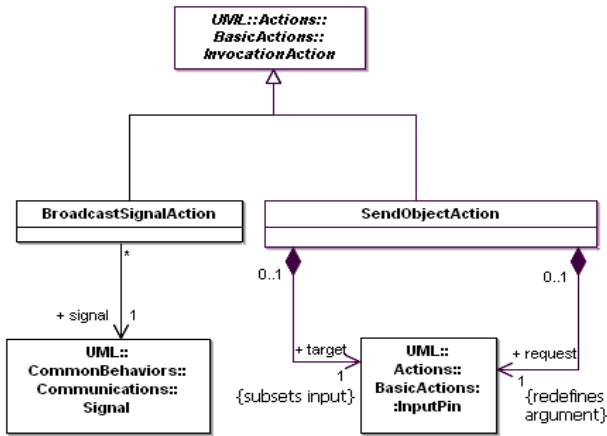 UML::Actions::
BasicActions::
InvocationAction
BroadcastSignalAction
SendObjectAction
*
0..1
0..1
+ signal
1
+ target
1
+ request
1
UML::
CommonBehaviors::
Communications::
Signal
UML::
Actions::
BasicActions:
:InputPin
{subsets input}
{redefines
argument}